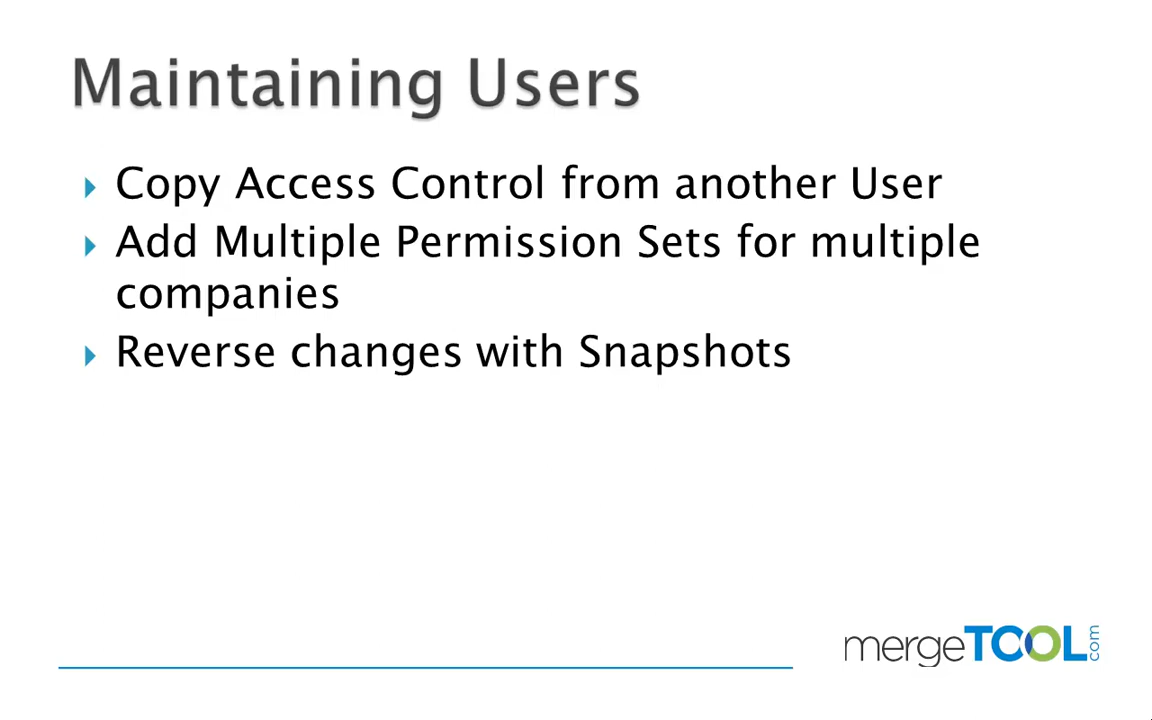 Maintaining Users
Copy Access Control from another User
Add Multiple Permission Sets for multiple
companies
Reverse changes with Snapshots
mergeTOOL.com